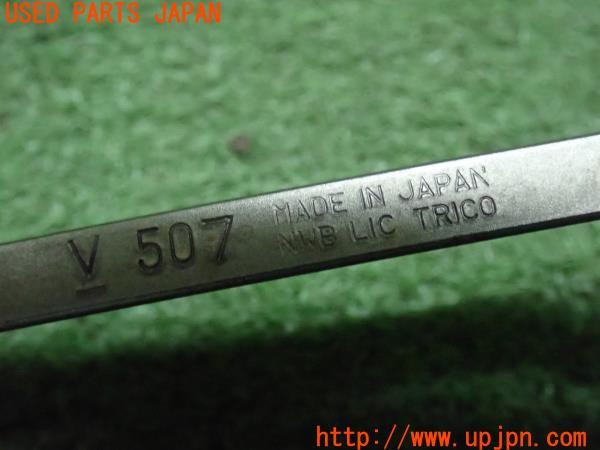 USED PARTS JAPAN
V 507
MADE IN JAPAN
NWB LIC TRICO
http://www.upjpn.com